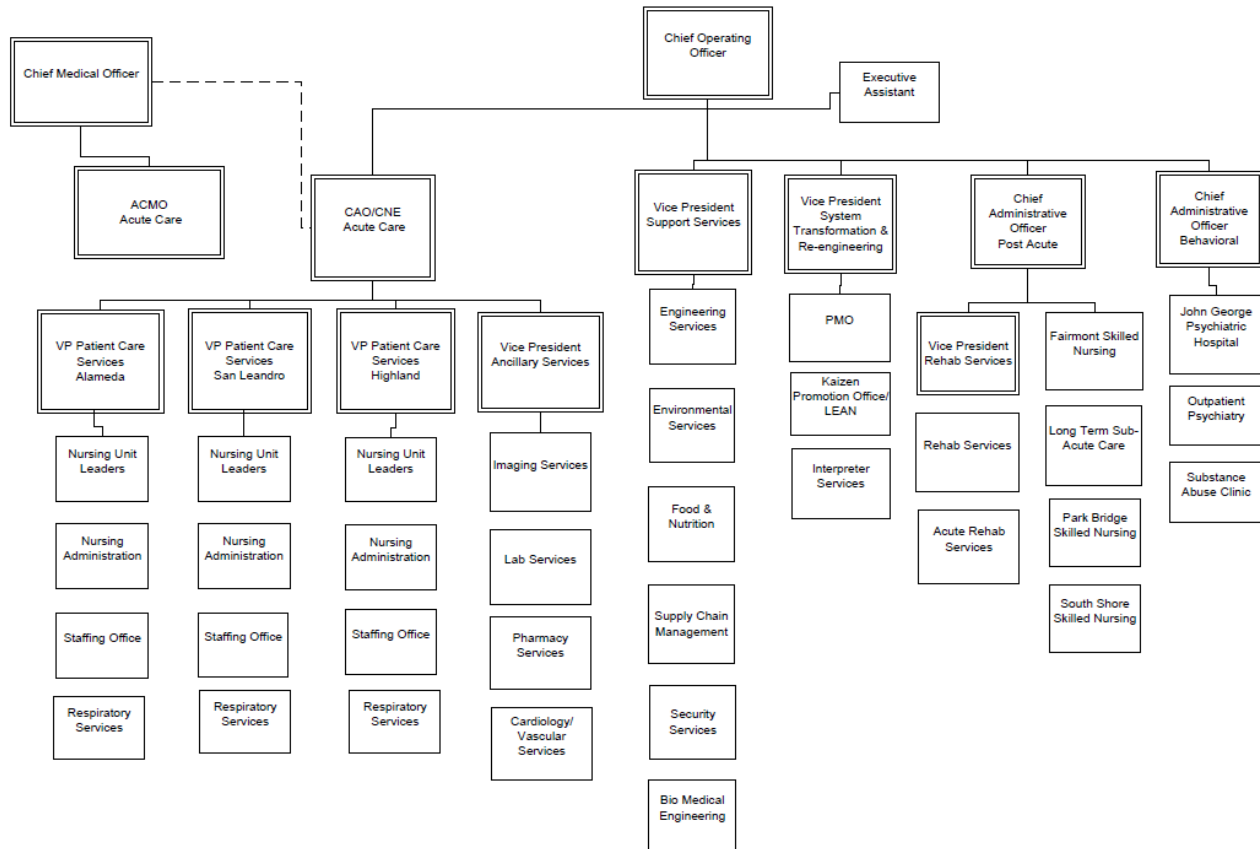 Chief Operating
Officer
Chief Medical Officer
Executive
Assistant
ACMO
Acute Care
CAO/CNE
Acute Care
Vice President
Support Services
Vice President
System
Transformation &
Re-engineering
Chief
Administrative
Officer
Post Acute
Chief
Administrative
Officer
Behavioral
VP Patient Care
Services
Alameda
Nursing Unit
Leaders
Nursing
Administration
Staffing Office
Respiratory
Services
VP Patient Care
Services
San Leandro
Nursing Unit
Leaders
Nursing
Administration
Staffing Office
Respiratory
Services
VP Patient Care
Services
Highland
Nursing Unit
Leaders
Nursing
Administration
Staffing Office
Respiratory
Services
Vice President
Ancillary Services
Imaging Services
Lab Services
Pharmacy
Services
Cardiology/
Vascular
Services
Engineering
Services
Environmental
Services
Food &
Nutrition
Supply Chain
Management
Security
Services
Bio Medical
Engineering
PMO
Kaizen
Promotion Office/
LEAN
Interpreter
Services
Vice President
Rehab Services
Rehab Services
Acute Rehab
Services
Fairmont Skilled
Nursing
Long Term Sub-
Acute Care
Park Bridge
Skilled Nursing
South Shore
Skilled Nursing
John George
Psychiatric
Hospital
Outpatient
Psychiatry
Substance
Abuse Clinic